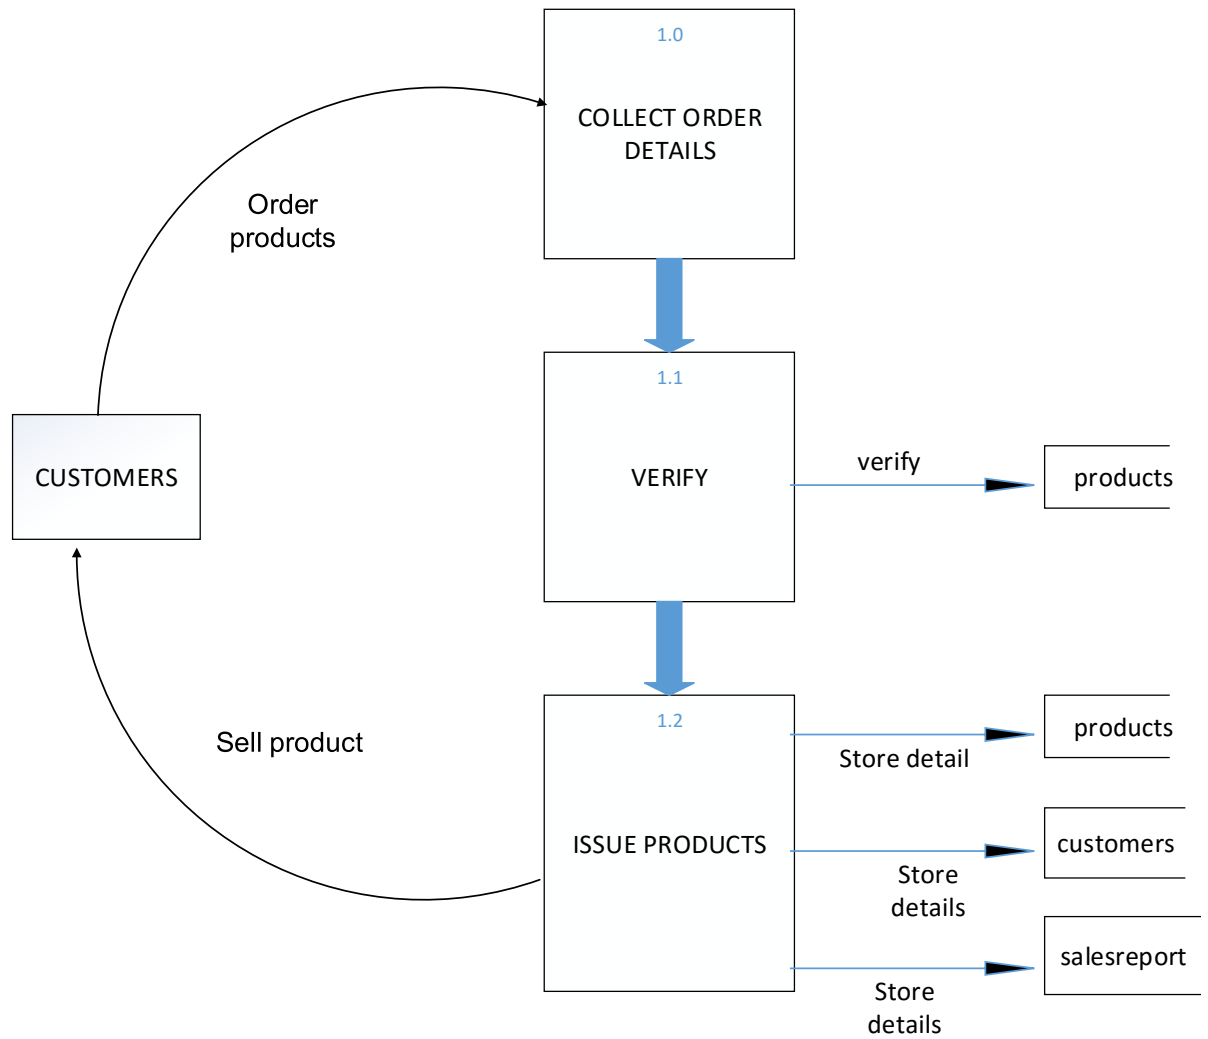 1.0
COLLECT ORDER
DETAILS
Order
products
1.1
VERIFY
verify
products
CUSTOMERS
1.2
products
Store detail
Sell product
ISSUE PRODUCTS
customers
Store
details
salesreport
Store
details